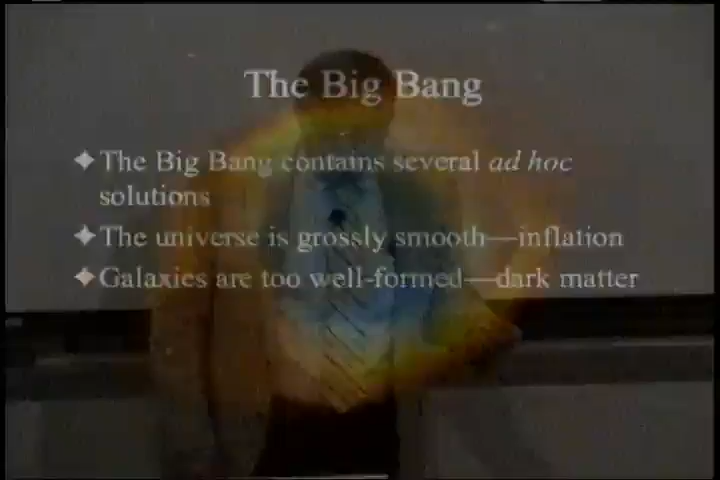 The Big Bang
The Big Bang contains several ad hoc
solutions
The universe is grossly smooth—inflation
Galaxies are too well-formed—dark matter